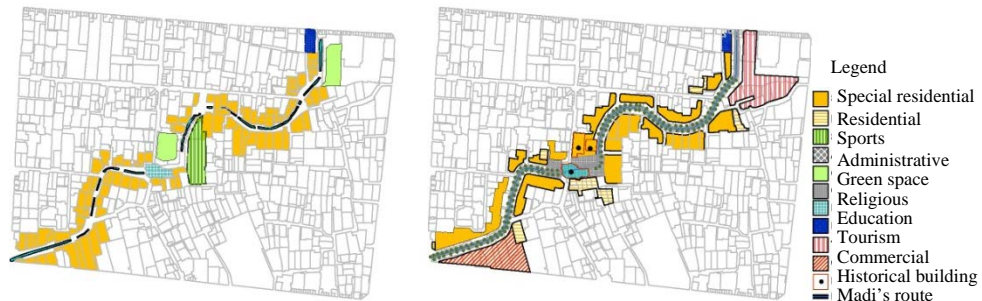 Legend
Special residential
Residential
Sports
Administrative
Green space
Religious
Education
Tourism
Commercial
Historical building
Madi's route